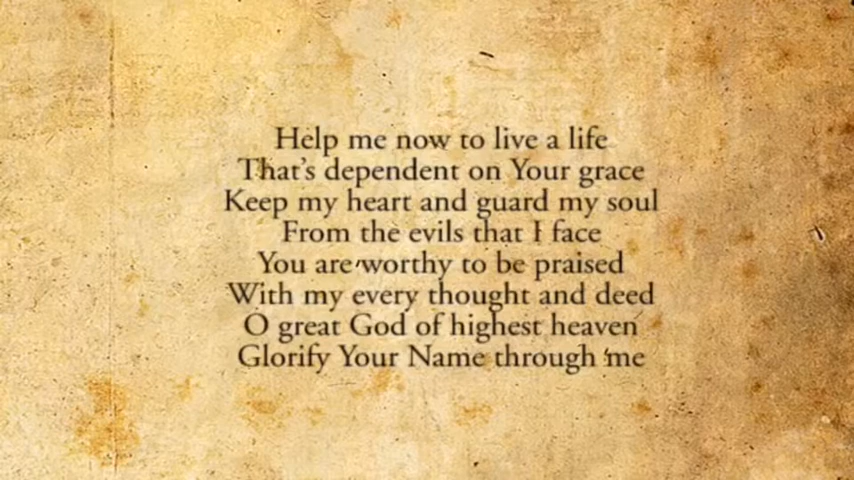 Help me now to live a life
That's dependent on Your grace
Keep my heart and guard my soul
From the evils that I face
You are worthy to be praised
With my every thought and deed
O great God of highest heaven
Glorify Your Name through me